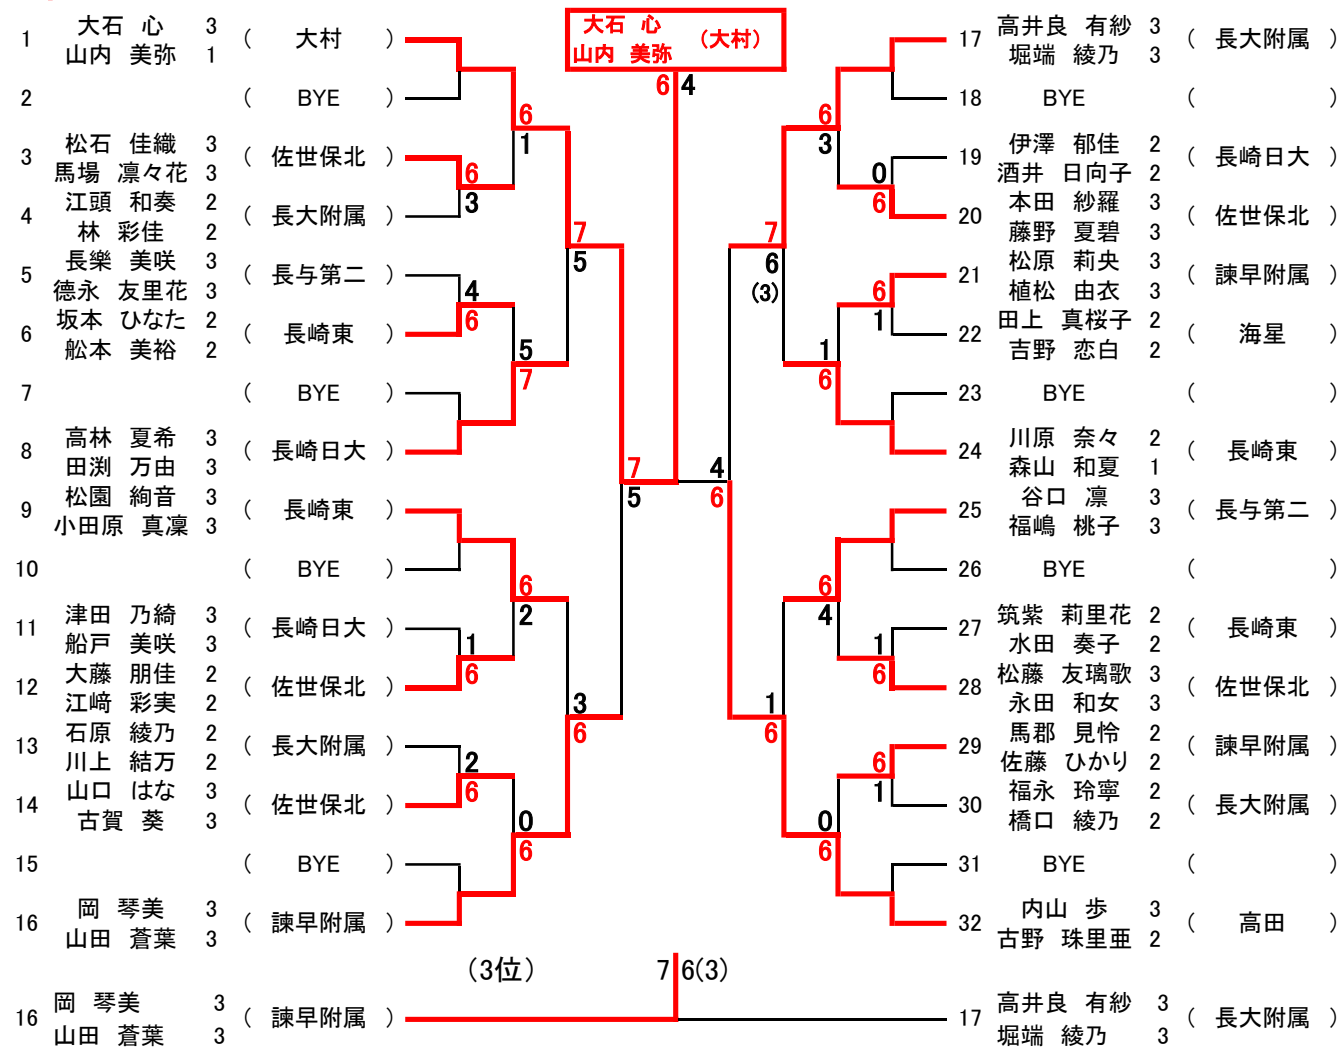 大石 心 (大村)
山内 美弥
6 4
1 大石 心 3 ( 大村 )
山内 美弥 1
2 ( BYE )
3 松石 佳織 3 ( 佐世保北 )
馬場 凛々花 3
4 江頭 和奏 2 ( 長大附属 )
林 彩佳 2
5 長樂 美咲 3 ( 長与第二 )
德永 友里花 3
6 坂本 ひなた 2 ( 長崎東 )
舩本 美裕 2
7 ( BYE )
8 高林 夏希 3 ( 長崎日大 )
田渕 万由 3
9 松園 絢音 3 ( 長崎東 )
小田原 真凜 3
10 ( BYE )
11 津田 乃綺 3 ( 長崎日大 )
船戸 美咲 3
12 大藤 朋佳 2 ( 佐世保北 )
江﨑 彩実 2
13 石原 綾乃 2 ( 長大附属 )
川上 結万 2
14 山口 はな 3 ( 佐世保北 )
古賀 葵 3
15 ( BYE )
16 岡 琴美 3 ( 諫早附属 )
山田 蒼葉 3
6
1
6
3
7
5
4
6
5
7
7
5
6
2
1
6
3
6
2
6
0
6
17 高井良 有紗 3 ( 長大附属 )
堀端 綾乃 3
18 BYE ( )
19 伊澤 郁佳 2 ( 長崎日大 )
酒井 日向子 2
20 本田 紗羅 3 ( 佐世保北 )
藤野 夏碧 3
21 松原 莉央 3 ( 諫早附属 )
植松 由衣 3
22 田上 真桜子 2 ( 海星 )
吉野 恋白 2
23 BYE ( )
24 川原 奈々 2 ( 長崎東 )
森山 和夏 1
25 谷口 凛 3 ( 長与第二 )
福嶋 桃子 3
26 BYE ( )
27 筑紫 莉里花 2 ( 長崎東 )
水田 奏子 2
28 松藤 友璃歌 3 ( 佐世保北 )
永田 和女 3
29 馬郡 見怜 2 ( 諫早附属 )
佐藤 ひかり 2
30 福永 玲寧 2 ( 長大附属 )
橋口 綾乃 2
31 BYE ( )
32 内山 歩 3 ( 高田 )
古野 珠里亜 2
6
3
0
6
7
6
(3)
6
1
1
6
4
6
6
4
1
6
1
6
6
1
0
6
(3位) 7 6(3)
16 岡 琴美 3 ( 諫早附属 )
山田 蒼葉 3
17 高井良 有紗 3 ( 長大附属 )
堀端 綾乃 3